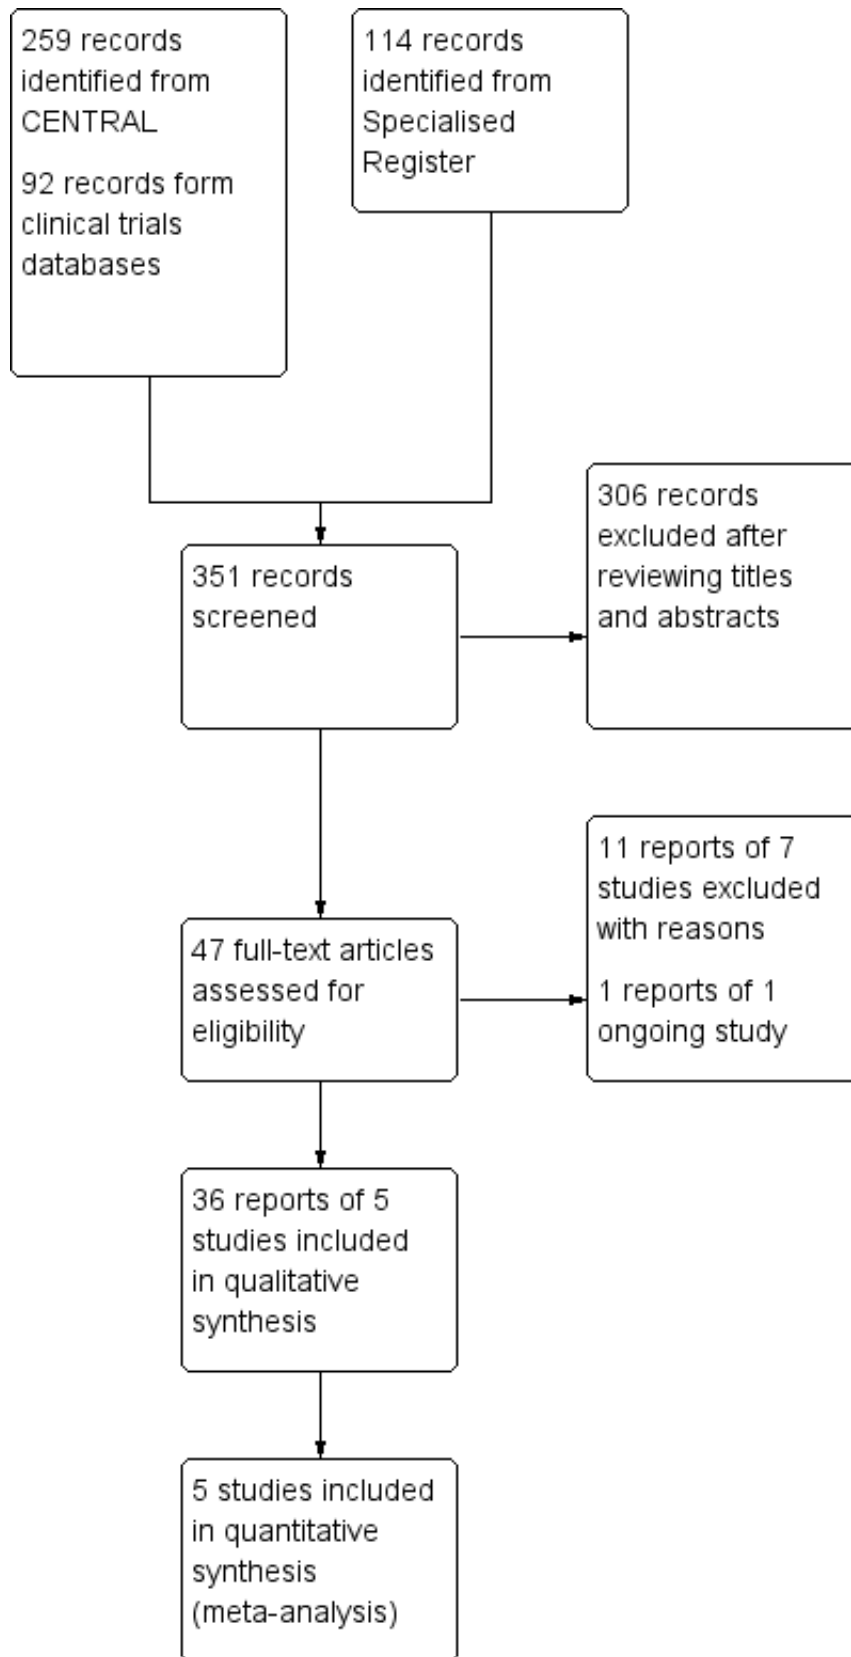 259 records
identified from
CENTRAL
92 records form
clinical trials
databases
114 records
identified from
Specialised
Register
351 records
screened
306 records
excluded after
reviewing titles
and abstracts
47 full-text articles
assessed for
eligibility
11 reports of 7
studies excluded
with reasons
1 reports of 1
ongoing study
36 reports of 5
studies included
in qualitative
synthesis
5 studies included
in quantitative
synthesis
(meta-analysis)